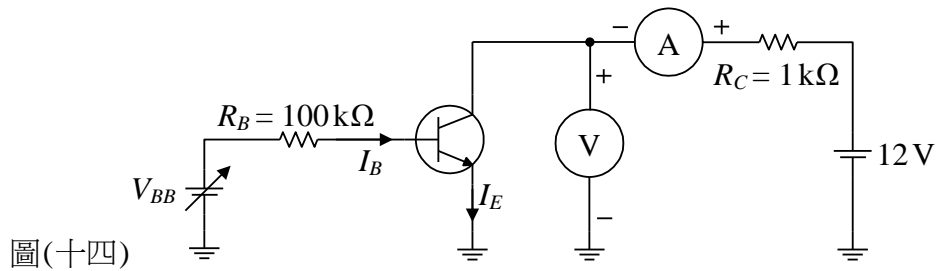 − A +
R_C = 1 kΩ
R_B = 100 kΩ
+
V
−
I_B
I_E
V_BB
12 V
圖(十四)